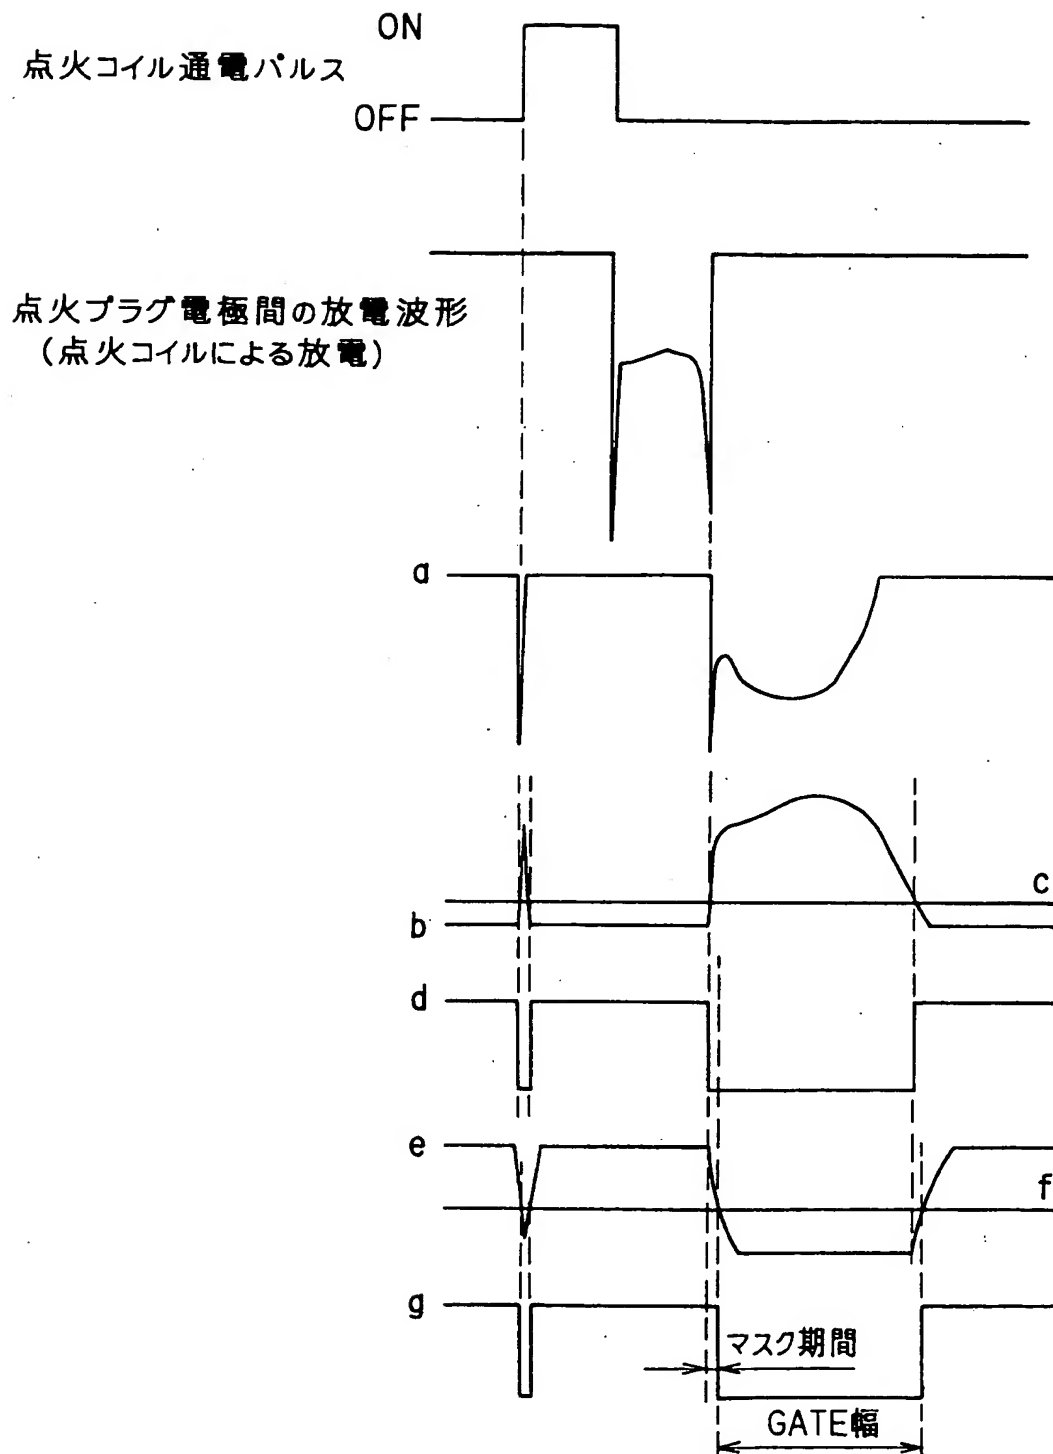 ON
点火コイル通電パルス
OFF
点火プラグ電極間の放電波形
(点火コイルによる放電)
a
c
b
d
e
f
g
マスク期間
GATE幅